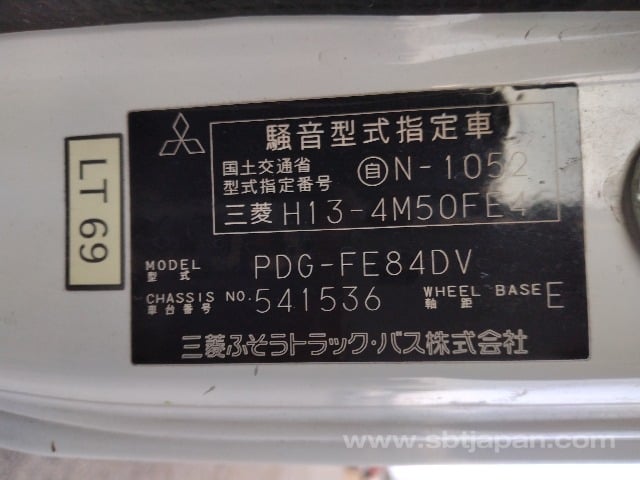 LT 69
騒音型式指定車
国土交通省
型式指定番号
自 N-1052
三菱 H13-4M50FE4
MODEL
型式
PDG-FE84DV
CHASSIS NO.
車台番号
541536
WHEEL BASE
軸距
E
三菱ふそうトラック・バス株式会社
www.sbtjapan.com